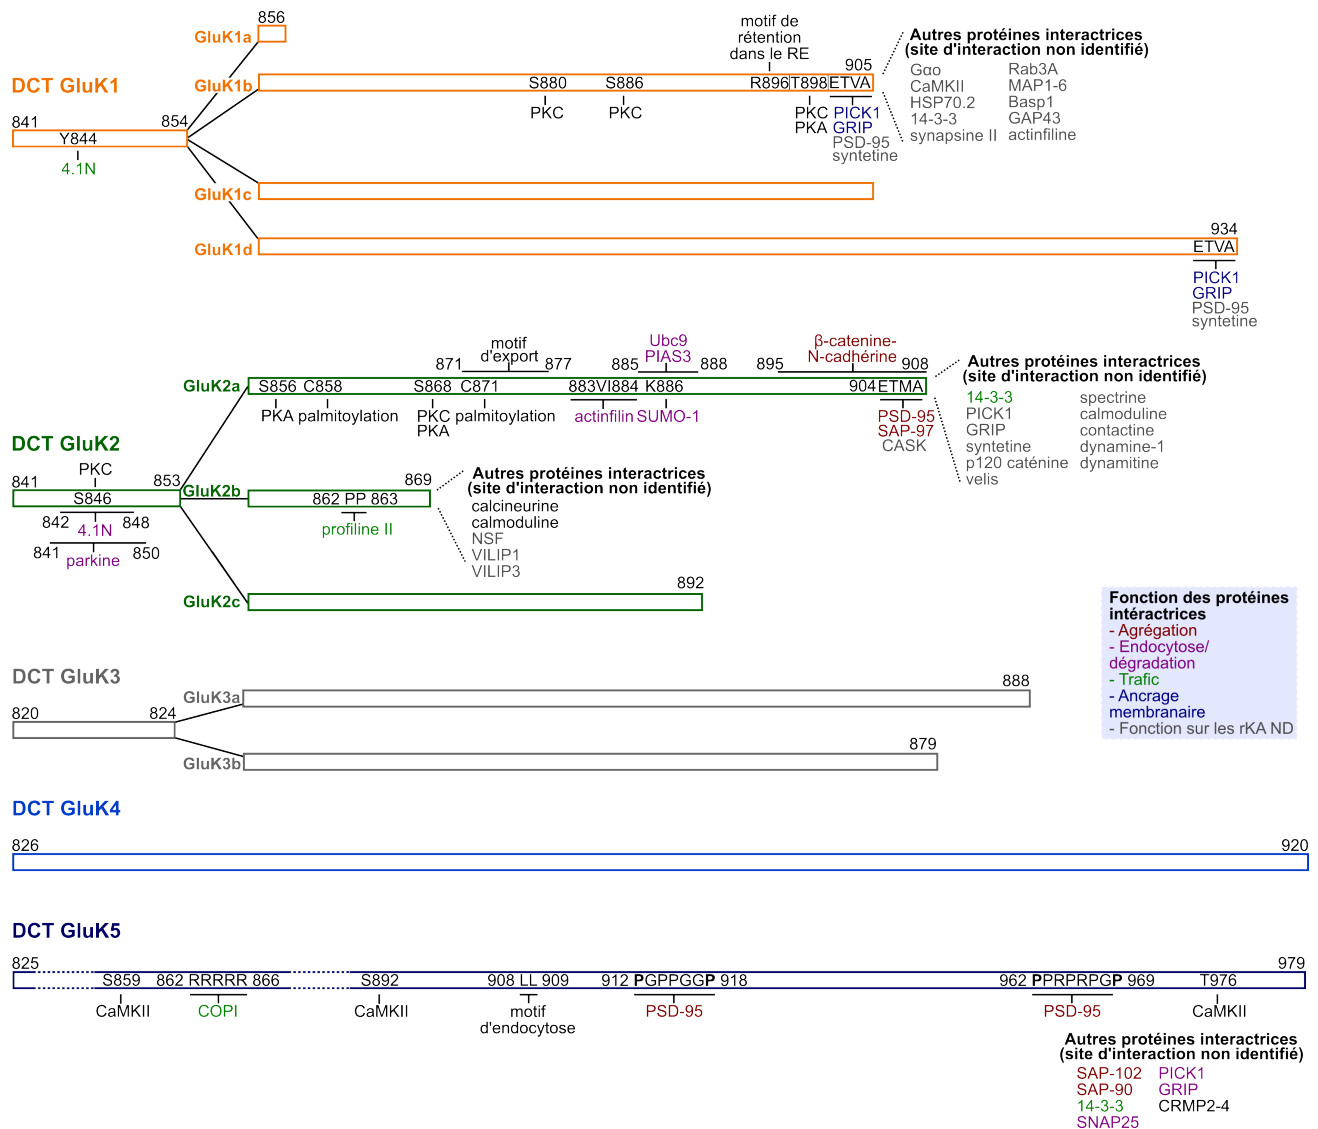 DCT GluK1
841
854
Y844
4.1N
GluK1a
856
GluK1b
905
S880
S886
R896
T898
ETVA
motif de
rétention
dans le RE
PKC
PKC
PKC
PKA
PICK1
GRIP
PSD-95
syntetine
Autres protéines interactrices
(site d'interaction non identifié)
Gαo
CaMKII
HSP70.2
14-3-3
synapsine II
Rab3A
MAP1-6
Basp1
GAP43
actinfiline
GluK1c
GluK1d
934
ETVA
PICK1
GRIP
PSD-95
syntetine
DCT GluK2
841
853
PKC
S846
842
848
4.1N
841
850
parkine
GluK2a
motif
d'export
871
877
Ubc9
PIAS3
885
888
β-catenine-
N-cadhérine
895
908
S856
C858
S868
C871
883VI884
K886
904ETMA
PKA
palmitoylation
PKC
PKA
palmitoylation
actinfilin
SUMO-1
PSD-95
SAP-97
CASK
Autres protéines interactrices
(site d'interaction non identifié)
14-3-3
PICK1
GRIP
syntetine
p120 caténine
velis
spectrine
calmoduline
contactine
dynamine-1
dynamitine
GluK2b
869
862 PP 863
profiline II
Autres protéines interactrices
(site d'interaction non identifié)
calcineurine
calmoduline
NSF
VILIP1
VILIP3
GluK2c
892
Fonction des protéines
intéractrices
- Agrégation
- Endocytose/
dégradation
- Trafic
- Ancrage
membranaire
- Fonction sur les rKA ND
DCT GluK3
820
824
GluK3a
888
GluK3b
879
DCT GluK4
826
920
DCT GluK5
825
979
S859
862 RRRRR 866
S892
908 LL 909
912 PGPPGGP 918
962 PPRPRPGP 969
T976
CaMKII
COPI
CaMKII
motif
d'endocytose
PSD-95
PSD-95
CaMKII
Autres protéines interactrices
(site d'interaction non identifié)
SAP-102
SAP-90
14-3-3
SNAP25
PICK1
GRIP
CRMP2-4